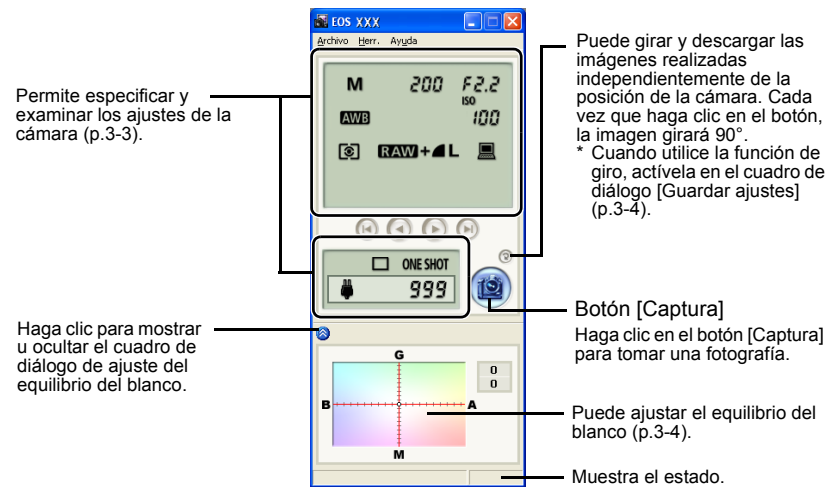 EOS XXX
Archivo Herr. Ayuda
M 200 F2.2
ISO
AWB 100
RAW+ L
ONE SHOT
999
G
0
0
B A
M
Permite especificar y
examinar los ajustes de la
cámara (p.3-3).
Haga clic para mostrar
u ocultar el cuadro de
diálogo de ajuste del
equilibrio del blanco.
Puede girar y descargar las
imágenes realizadas
independientemente de la
posición de la cámara. Cada
vez que haga clic en el botón,
la imagen girará 90°.
* Cuando utilice la función de
giro, actívela en el cuadro de
diálogo [Guardar ajustes]
(p.3-4).
Botón [Captura]
Haga clic en el botón [Captura]
para tomar una fotografía.
Puede ajustar el equilibrio del
blanco (p.3-4).
Muestra el estado.